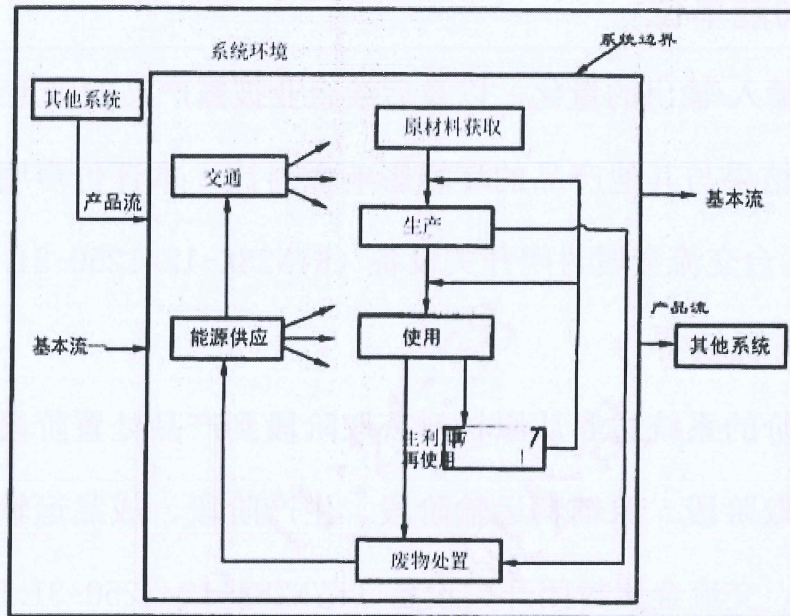 系统环境
系统边界
其他系统
原材料获取
交通
产品流
基本流
生产
产品流
基本流
能源供应
使用
其他系统
生利
再使用
废物处置